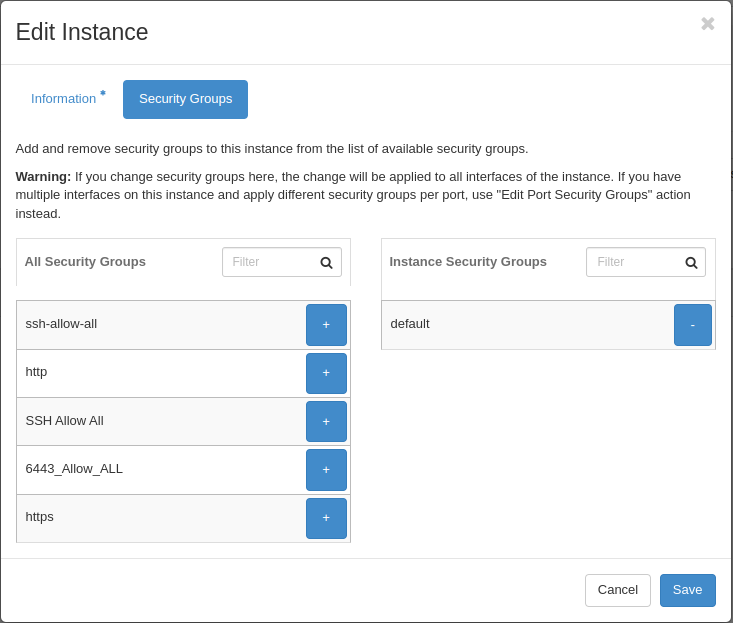 Edit Instance
×
Information *
Security Groups
Add and remove security groups to this instance from the list of available security groups.
Warning: If you change security groups here, the change will be applied to all interfaces of the instance. If you have
multiple interfaces on this instance and apply different security groups per port, use "Edit Port Security Groups" action
instead.
All Security Groups
Filter
ssh-allow-all
+
http
+
SSH Allow All
+
6443_Allow_ALL
+
https
+
Instance Security Groups
Filter
default
-
Cancel
Save